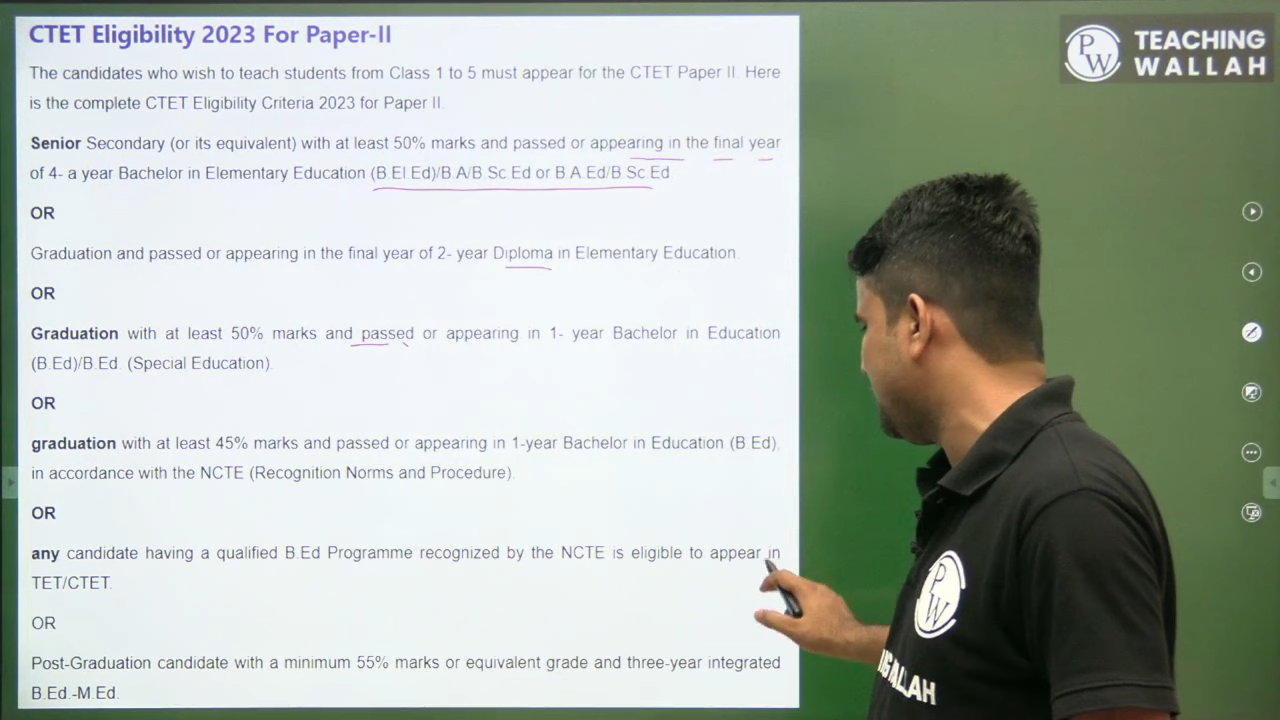 CTET Eligibility 2023 For Paper-II
The candidates who wish to teach students from Class 1 to 5 must appear for the CTET Paper II. Here
is the complete CTET Eligibility Criteria 2023 for Paper II.
Senior Secondary (or its equivalent) with at least 50% marks and passed or appearing in the final year
of 4- a year Bachelor in Elementary Education (B.El.Ed)/B.A/B.Sc.Ed or B.A.Ed/B.Sc.Ed.
OR
Graduation and passed or appearing in the final year of 2- year Diploma in Elementary Education.
OR
Graduation with at least 50% marks and passed or appearing in 1- year Bachelor in Education
(B.Ed)/B.Ed. (Special Education).
OR
graduation with at least 45% marks and passed or appearing in 1-year Bachelor in Education (B.Ed),
in accordance with the NCTE (Recognition Norms and Procedure).
OR
any candidate having a qualified B.Ed Programme recognized by the NCTE is eligible to appear in
TET/CTET.
OR
Post-Graduation candidate with a minimum 55% marks or equivalent grade and three-year integrated
B.Ed.-M.Ed.
PW
TEACHING
WALLAH
PW
WALLAH